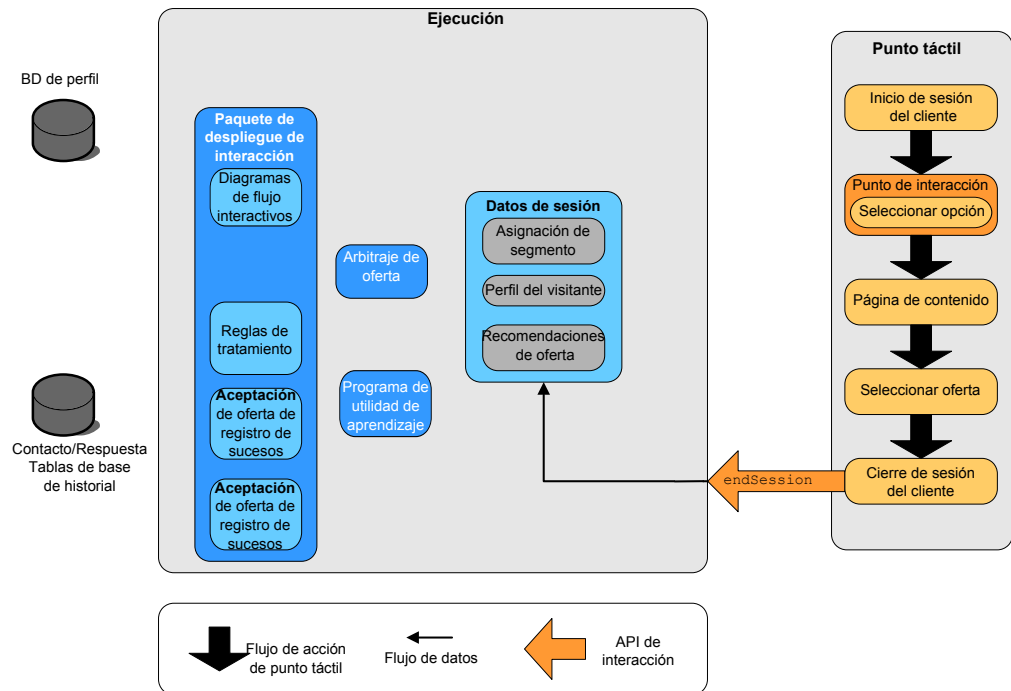 Ejecución
BD de perfil
Paquete de
despliegue de
interacción
Diagramas
de flujo
interactivos
Reglas de
tratamiento
Aceptación
de oferta de
registro de
sucesos
Aceptación
de oferta de
registro de
sucesos
Contacto/Respuesta
Tablas de base
de historial
Arbitraje de
oferta
Programa de
utilidad de
aprendizaje
Datos de sesión
Asignación de
segmento
Perfil del visitante
Recomendaciones
de oferta
Punto táctil
Inicio de sesión
del cliente
Punto de interacción
Seleccionar opción
Página de contenido
Seleccionar oferta
Cierre de sesión
del cliente
endSession
Flujo de acción
de punto táctil
Flujo de datos
API de
interacción